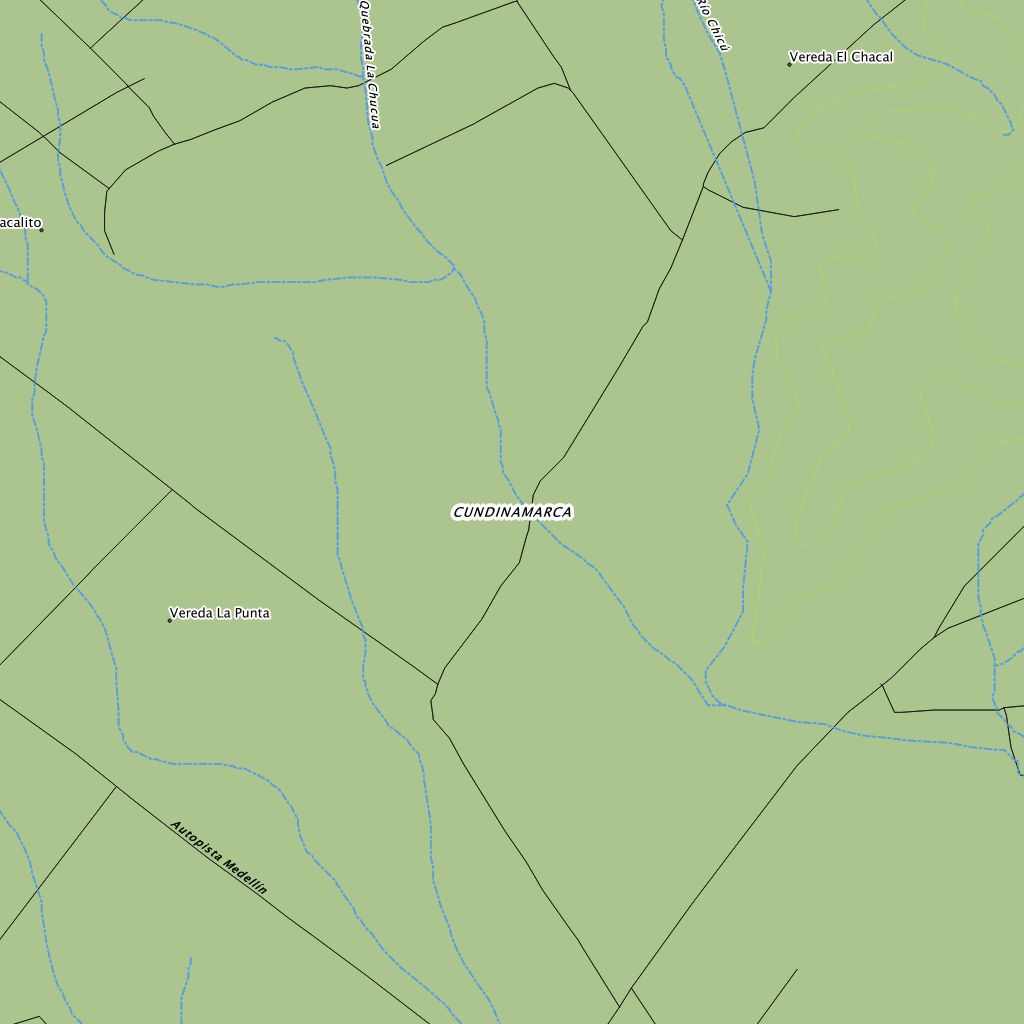 Quebrada La Chucua
Río Chicú
Vereda El Chacal
acalito
CUNDINAMARCA
Vereda La Punta
Autopista Medellín